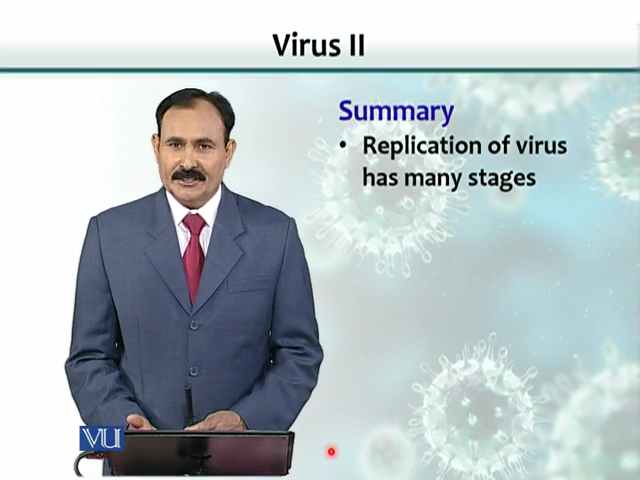 Virus II
Summary
• Replication of virus
has many stages
VU